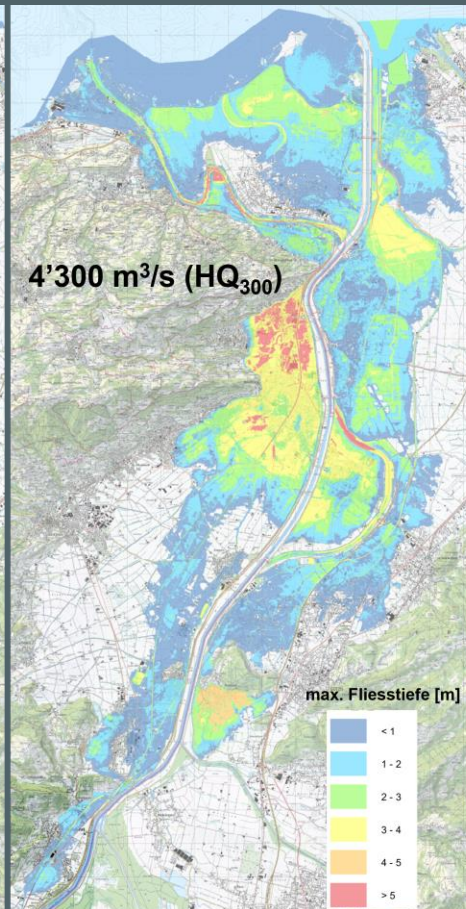 4'300 m³/s (HQ₃₀₀)
max. Fliesstiefe [m]
< 1
1 - 2
2 - 3
3 - 4
4 - 5
> 5